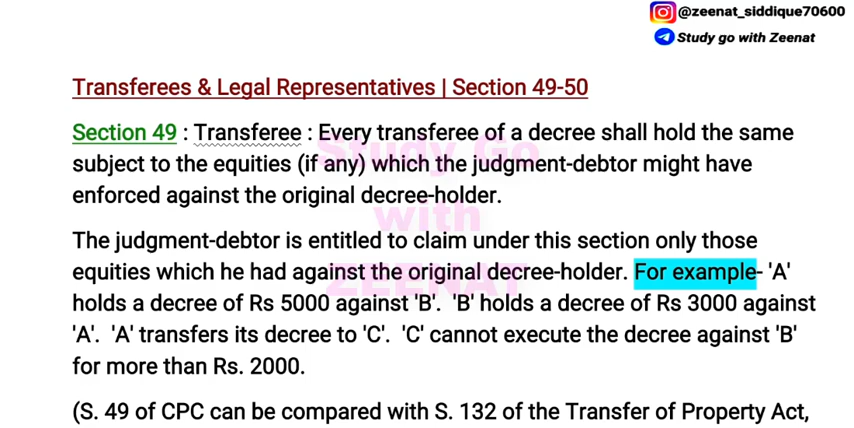 @zeenat_siddique70600
Study go with Zeenat
Transferees & Legal Representatives | Section 49-50
Section 49 : Transferee : Every transferee of a decree shall hold the same
subject to the equities (if any) which the judgment-debtor might have
enforced against the original decree-holder.
The judgment-debtor is entitled to claim under this section only those
equities which he had against the original decree-holder. For example- 'A'
holds a decree of Rs 5000 against 'B'. 'B' holds a decree of Rs 3000 against
'A'. 'A' transfers its decree to 'C'. 'C' cannot execute the decree against 'B'
for more than Rs. 2000.
(S. 49 of CPC can be compared with S. 132 of the Transfer of Property Act,
Study Go
with
ZEENAT